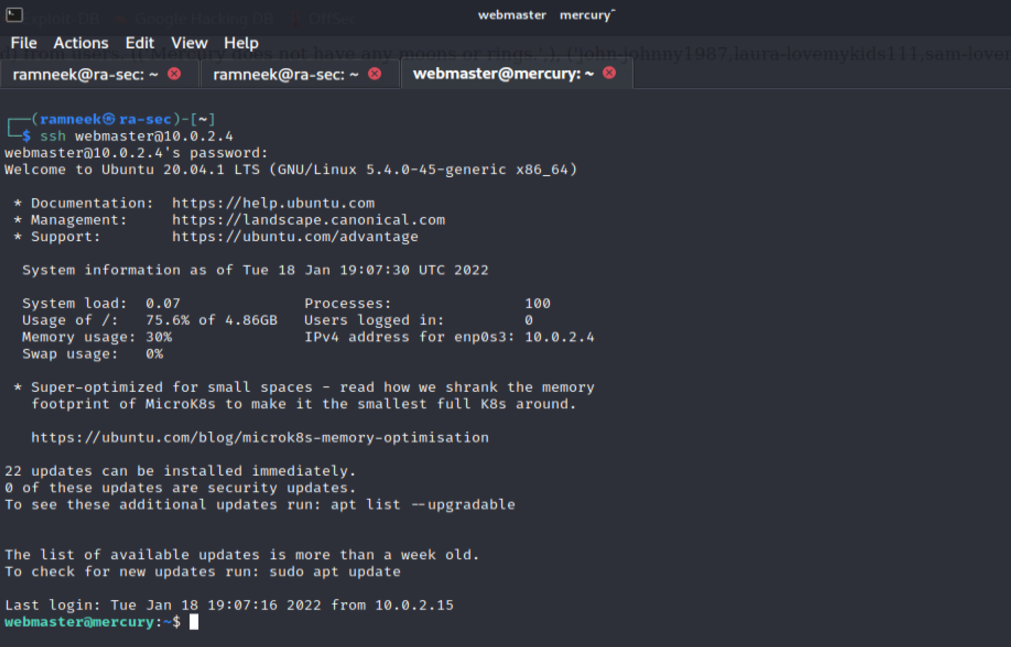 Exploit-DB Google Hacking DB OffSec
webmaster mercury~
d) from users. (('Mercury does not have any moons or rings.',), ('john-johnny1987,laura-lovemykids111,sam-lover
File Actions Edit View Help
ramneek@ra-sec: ~ ramneek@ra-sec: ~ webmaster@mercury: ~
┌──(ramneek㉿ra-sec)-[~]
└─$ ssh webmaster@10.0.2.4
webmaster@10.0.2.4's password:
Welcome to Ubuntu 20.04.1 LTS (GNU/Linux 5.4.0-45-generic x86_64)
* Documentation: https://help.ubuntu.com
* Management: https://landscape.canonical.com
* Support: https://ubuntu.com/advantage
System information as of Tue 18 Jan 19:07:30 UTC 2022
System load: 0.07 Processes: 100
Usage of /: 75.6% of 4.86GB Users logged in: 0
Memory usage: 30% IPv4 address for enp0s3: 10.0.2.4
Swap usage: 0%
* Super-optimized for small spaces - read how we shrank the memory
footprint of MicroK8s to make it the smallest full K8s around.
https://ubuntu.com/blog/microk8s-memory-optimisation
22 updates can be installed immediately.
0 of these updates are security updates.
To see these additional updates run: apt list --upgradable
The list of available updates is more than a week old.
To check for new updates run: sudo apt update
Last login: Tue Jan 18 19:07:16 2022 from 10.0.2.15
webmaster@mercury:~$